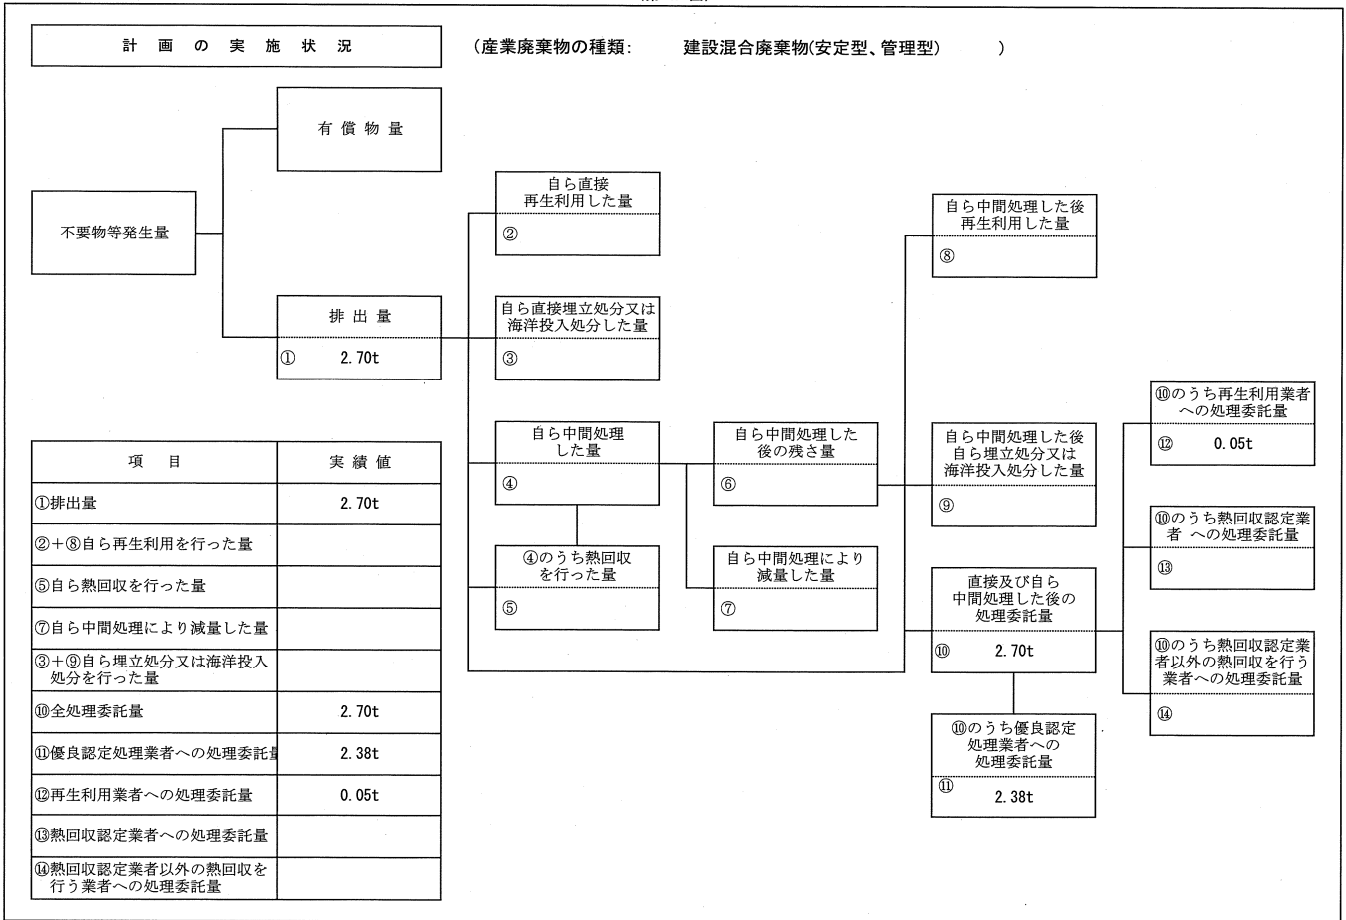 計画の実施状況
(産業廃棄物の種類: 建設混合廃棄物(安定型、管理型) )
有償物量
不要物等発生量
排出量
① 2.70t
自ら直接
再生利用した量
②
自ら直接埋立処分又は
海洋投入処分した量
③
自ら中間処理
した量
④
④のうち熱回収
を行った量
⑤
自ら中間処理した
後の残さ量
⑥
自ら中間処理により
減量した量
⑦
自ら中間処理した後
再生利用した量
⑧
自ら中間処理した後
自ら埋立処分又は
海洋投入処分した量
⑨
直接及び自ら
中間処理した後の
処理委託量
⑩ 2.70t
⑩のうち優良認定
処理業者への
処理委託量
⑪ 2.38t
⑩のうち再生利用業者
への処理委託量
⑫ 0.05t
⑩のうち熱回収認定業
者 への処理委託量
⑬
⑩のうち熱回収認定業
者以外の熱回収を行う
業者への処理委託量
⑭
項目 実績値
①排出量 2.70t
②+⑧自ら再生利用を行った量
⑤自ら熱回収を行った量
⑦自ら中間処理により減量した量
③+⑨自ら埋立処分又は海洋投入
処分を行った量
⑩全処理委託量 2.70t
⑪優良認定処理業者への処理委託量 2.38t
⑫再生利用業者への処理委託量 0.05t
⑬熱回収認定業者への処理委託量
⑭熱回収認定業者以外の熱回収を
行う業者への処理委託量